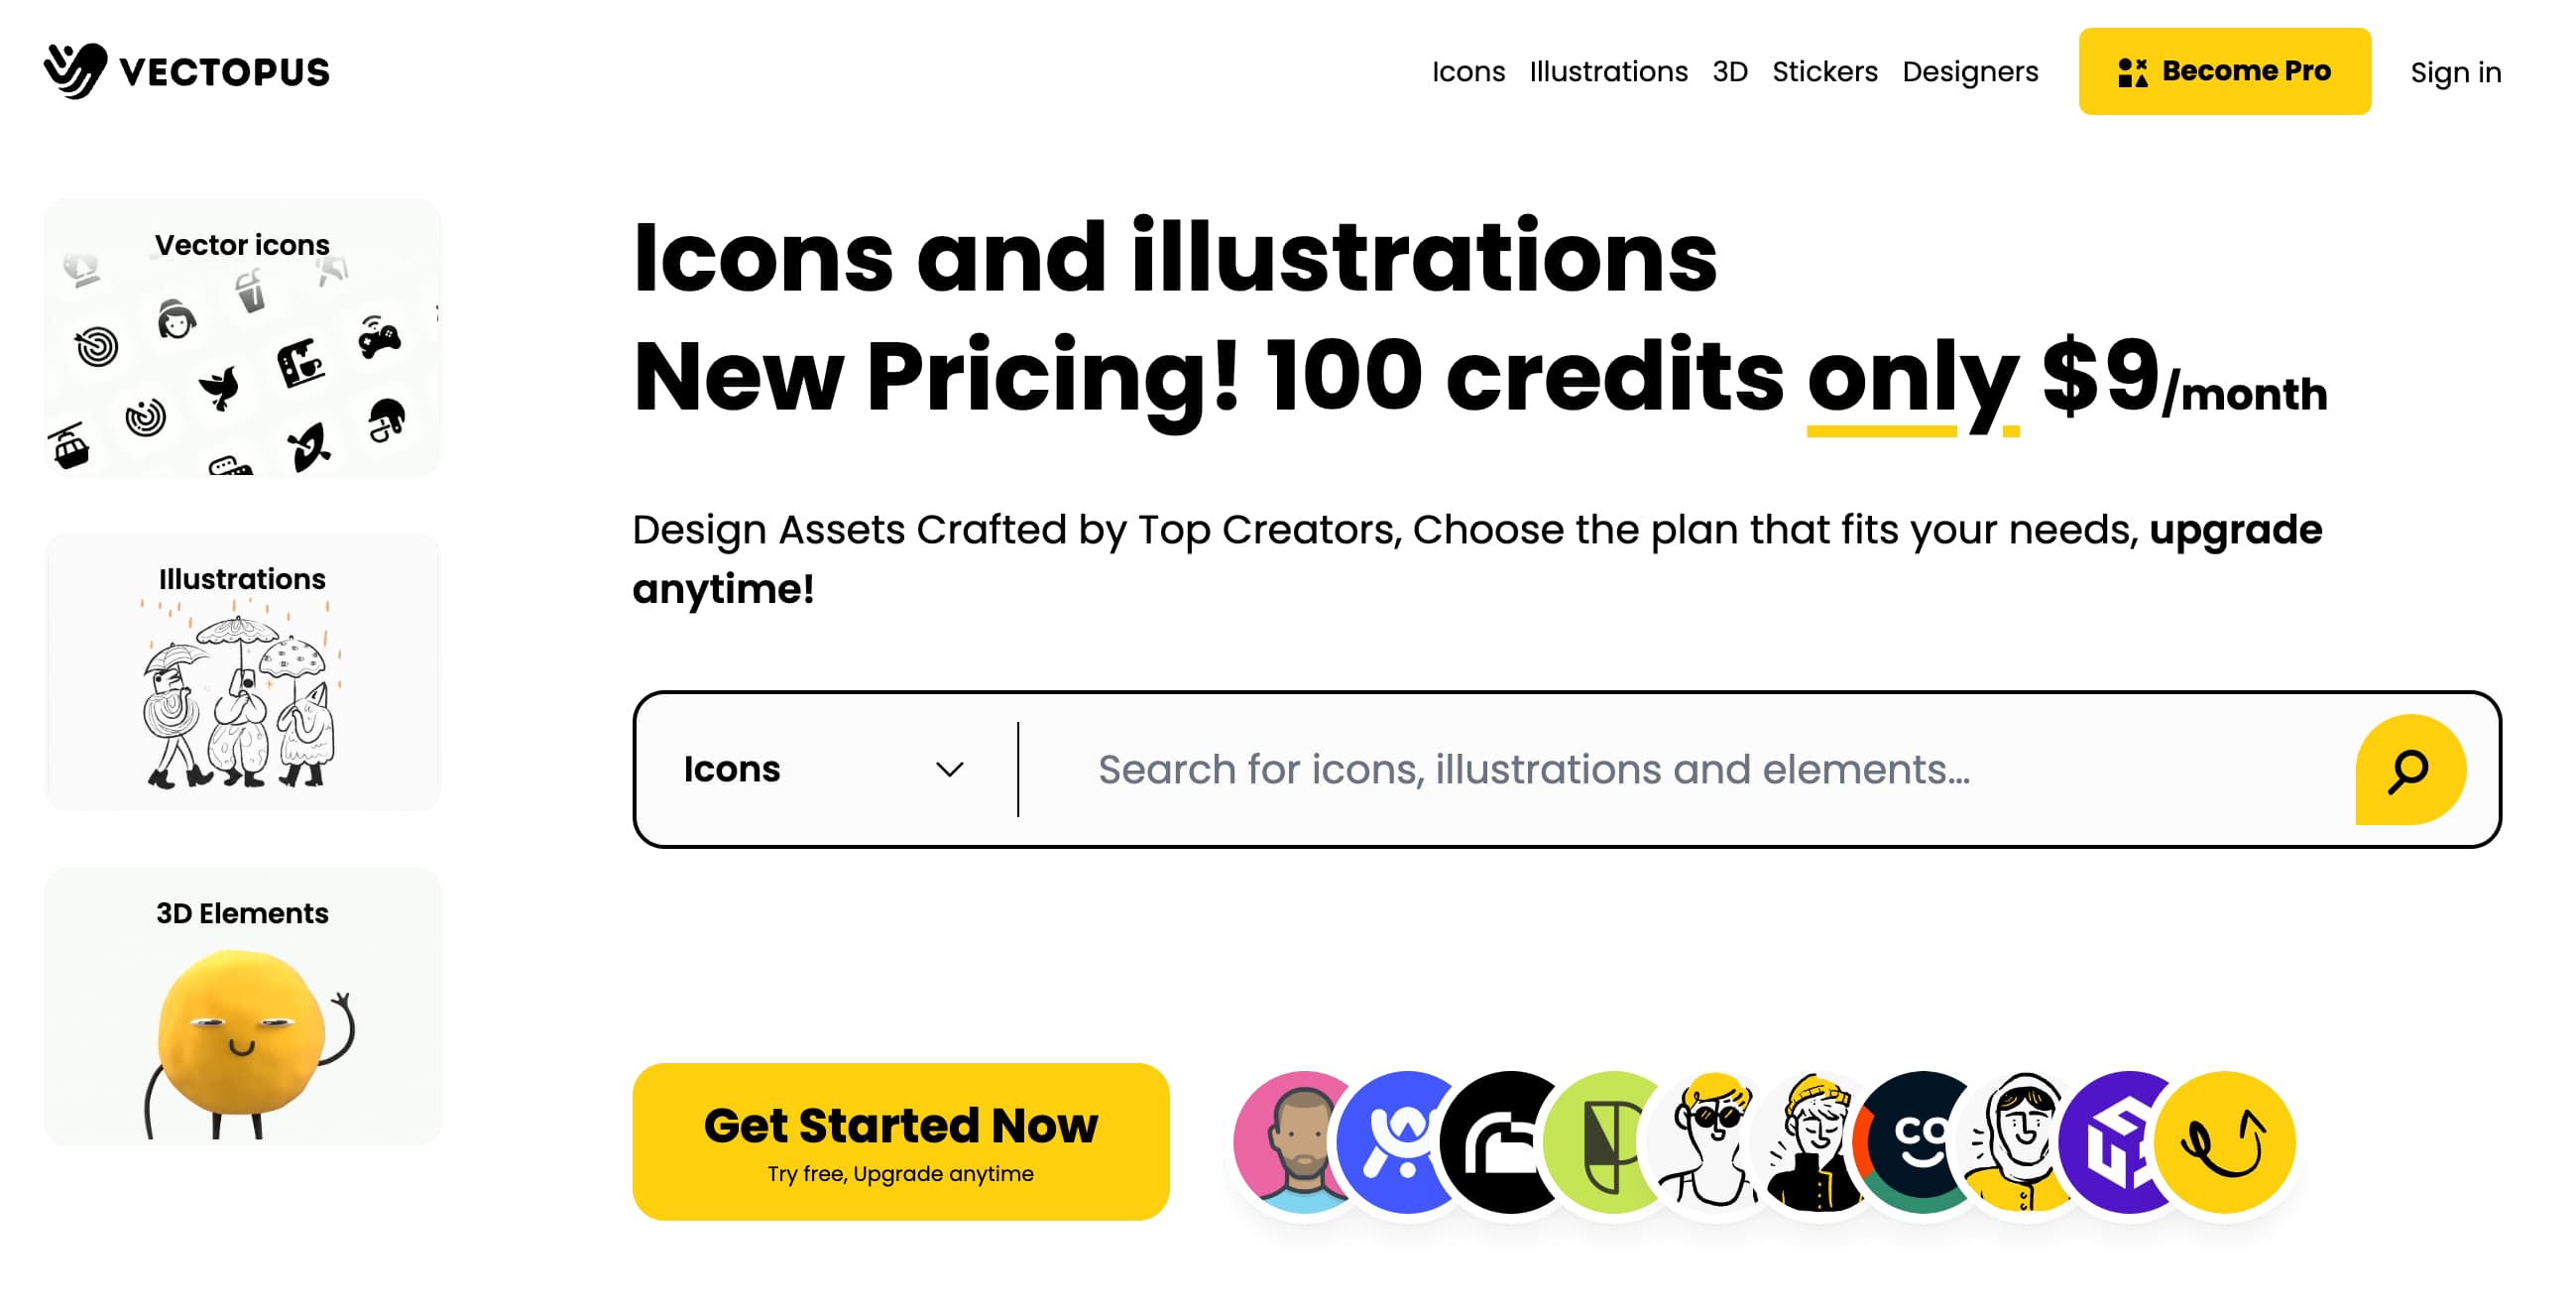 VECTOPUS
Icons Illustrations 3D Stickers Designers Become Pro Sign in
Vector icons
Illustrations
3D Elements
Icons and illustrations
New Pricing! 100 credits only $9/month
Design Assets Crafted by Top Creators, Choose the plan that fits your needs, upgrade
anytime!
Icons
Search for icons, illustrations and elements...
Get Started Now
Try free, Upgrade anytime
co